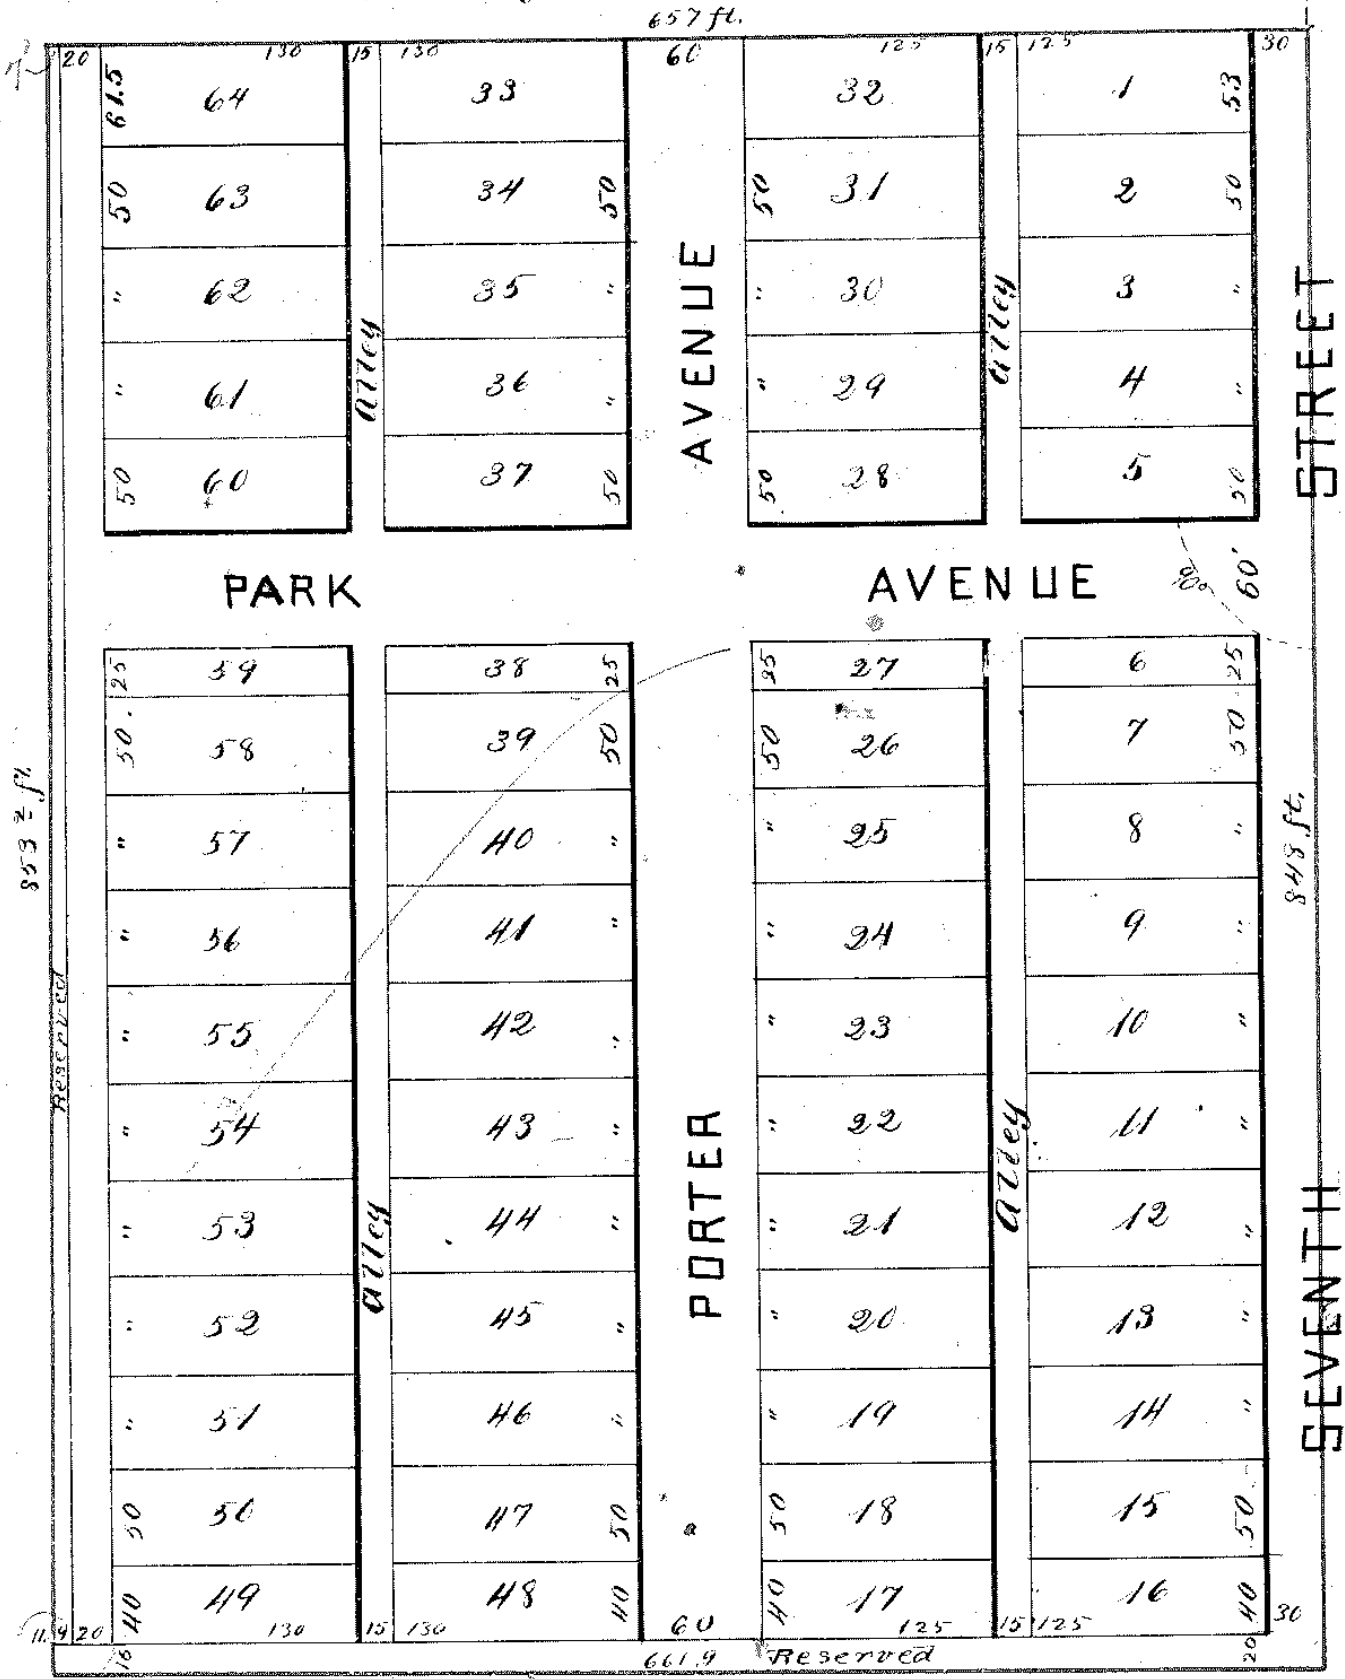 657 ft.
20 130 15 130 60 125 15 125 30
61.5 64 33 32 1 53
50 63 34 50 50 31 2 50
" 62 35 " " 30 3 "
" 61 36 " " 29 4 "
50 60 37 50 50 28 5 50
Alley
Alley
AVENUE
STREET
PARK AVENUE 60'
25 59 38 25 25 27 6 25
50 58 39 50 50 26 7 50
" 57 40 " " 25 8 "
" 56 41 " " 24 9 "
" 55 42 " " 23 10 "
" 54 43 " " 22 11 "
" 53 44 " " 21 12 "
" 52 45 " " 20 13 "
" 51 46 " " 19 14 "
50 50 47 50 50 18 15 50
40 49 48 40 40 17 16 40
Alley
Alley
PORTER
SEVENTH
848 ft.
Reserved
11.9 20 130 15 130 60 125 15 125 30
16 661.9 Reserved 20